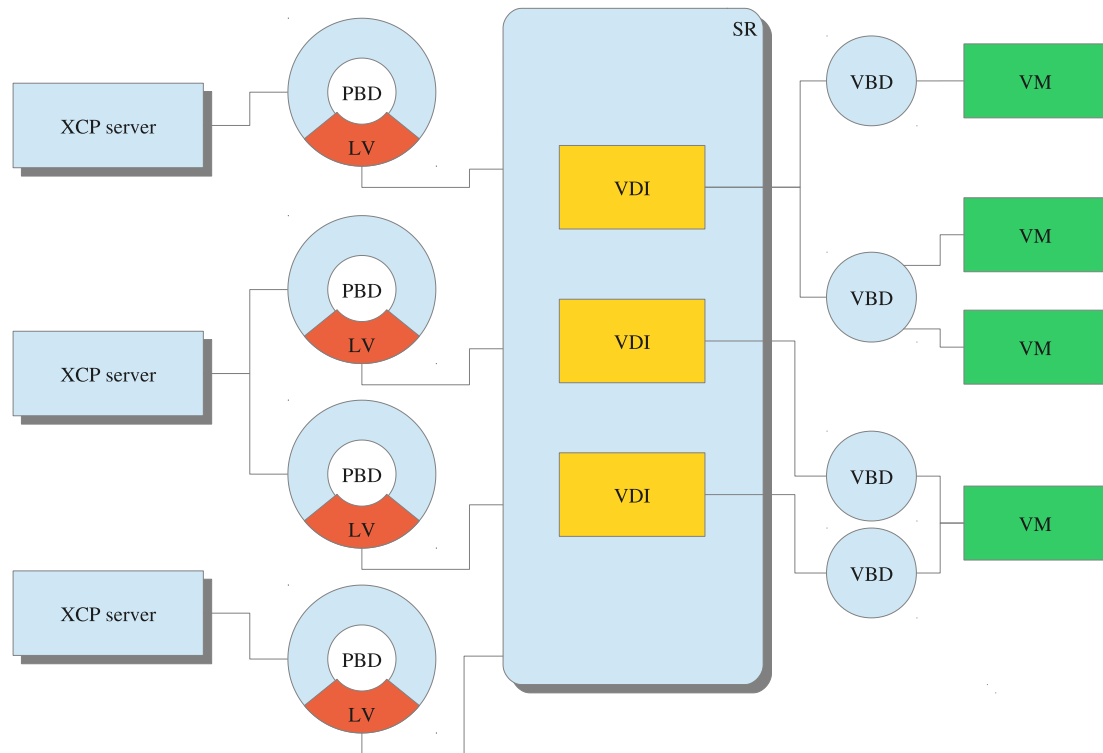 SR
XCP server
PBD
LV
VDI
VBD
VM
XCP server
PBD
LV
VDI
VBD
VM
VM
PBD
LV
VDI
VBD
VBD
VM
XCP server
PBD
LV